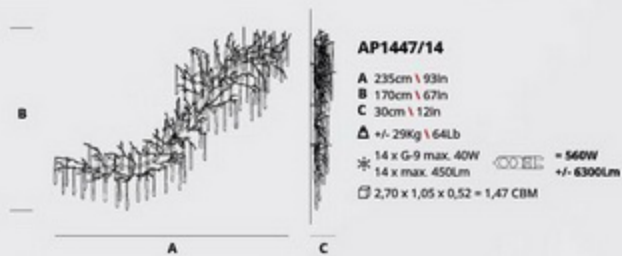 AP1447/14
A 235cm \ 93in
B 170cm \ 67in
C 30cm \ 12in
+/- 29Kg \ 64Lb
14 x G-9 max. 40W = 560W
14 x max. 450Lm +/- 6300Lm
2,70 x 1,05 x 0,52 = 1,47 CBM
B
A C